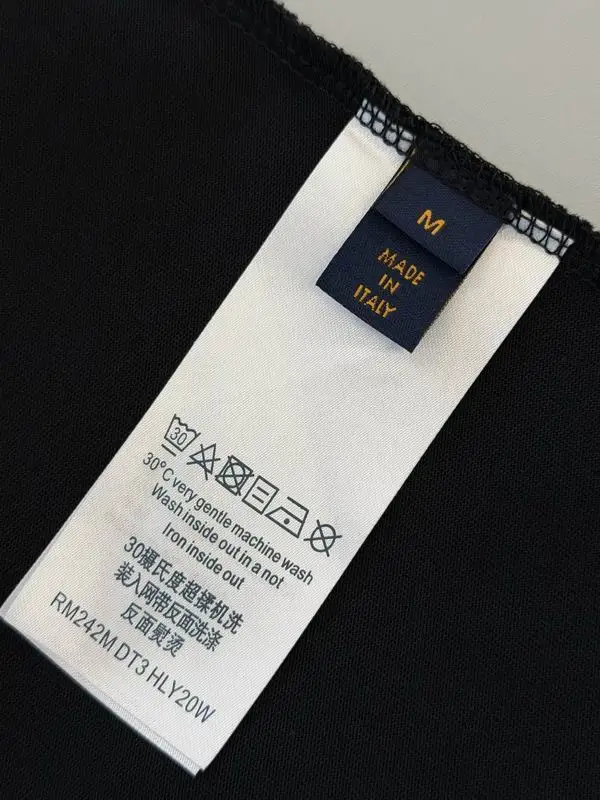 M
MADE
IN
ITALY
30
30°C very gentle machine wash
Wash inside out in a not
Iron inside out
30摄氏度超揉机洗
装入网带反面洗涤
反面熨烫
RM242M DT3 HLY20W